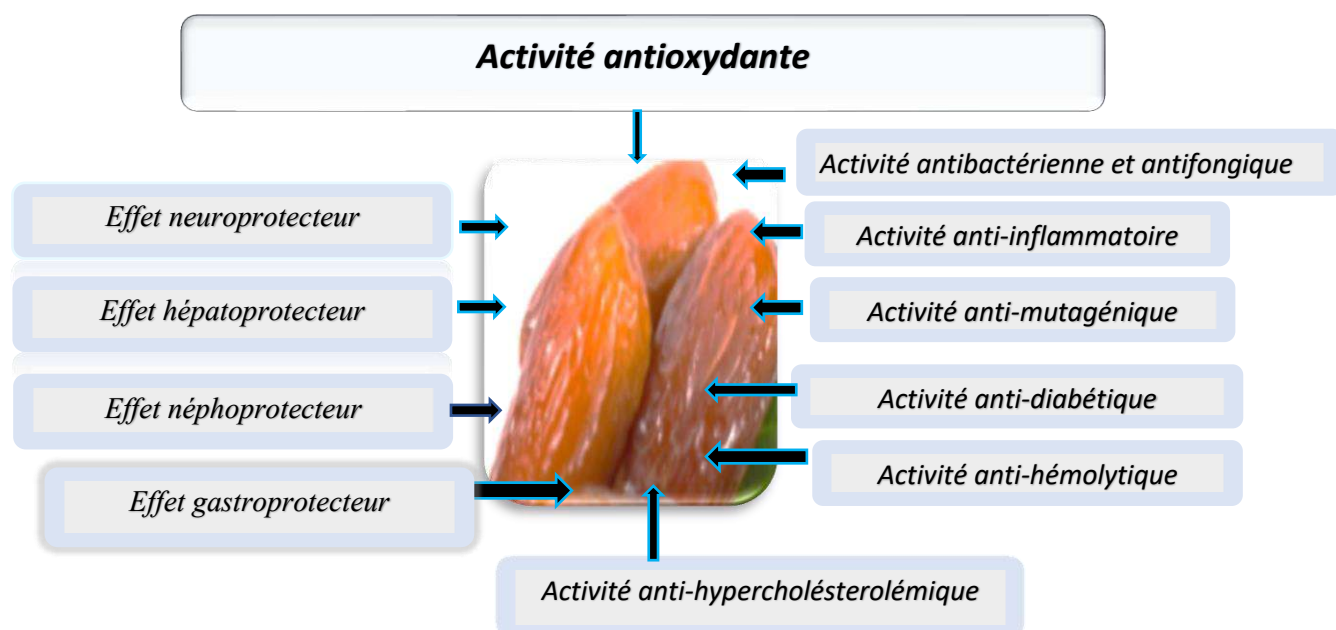 Activité antioxydante
Activité antibactérienne et antifongique
Effet neuroprotecteur
Activité anti-inflammatoire
Effet hépatoprotecteur
Activité anti-mutagénique
Effet néphoprotecteur
Activité anti-diabétique
Activité anti-hémolytique
Effet gastroprotecteur
Activité anti-hypercholésterolémique